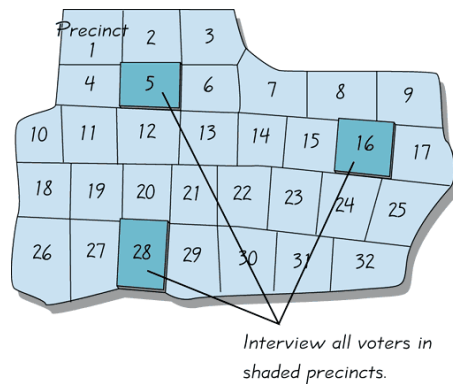 Precinct
1 2 3
4 5 6 7 8 9
10 11 12 13 14 15 16 17
18 19 20 21 22 23 24 25
26 27 28 29 30 31 32
Interview all voters in
shaded precincts.